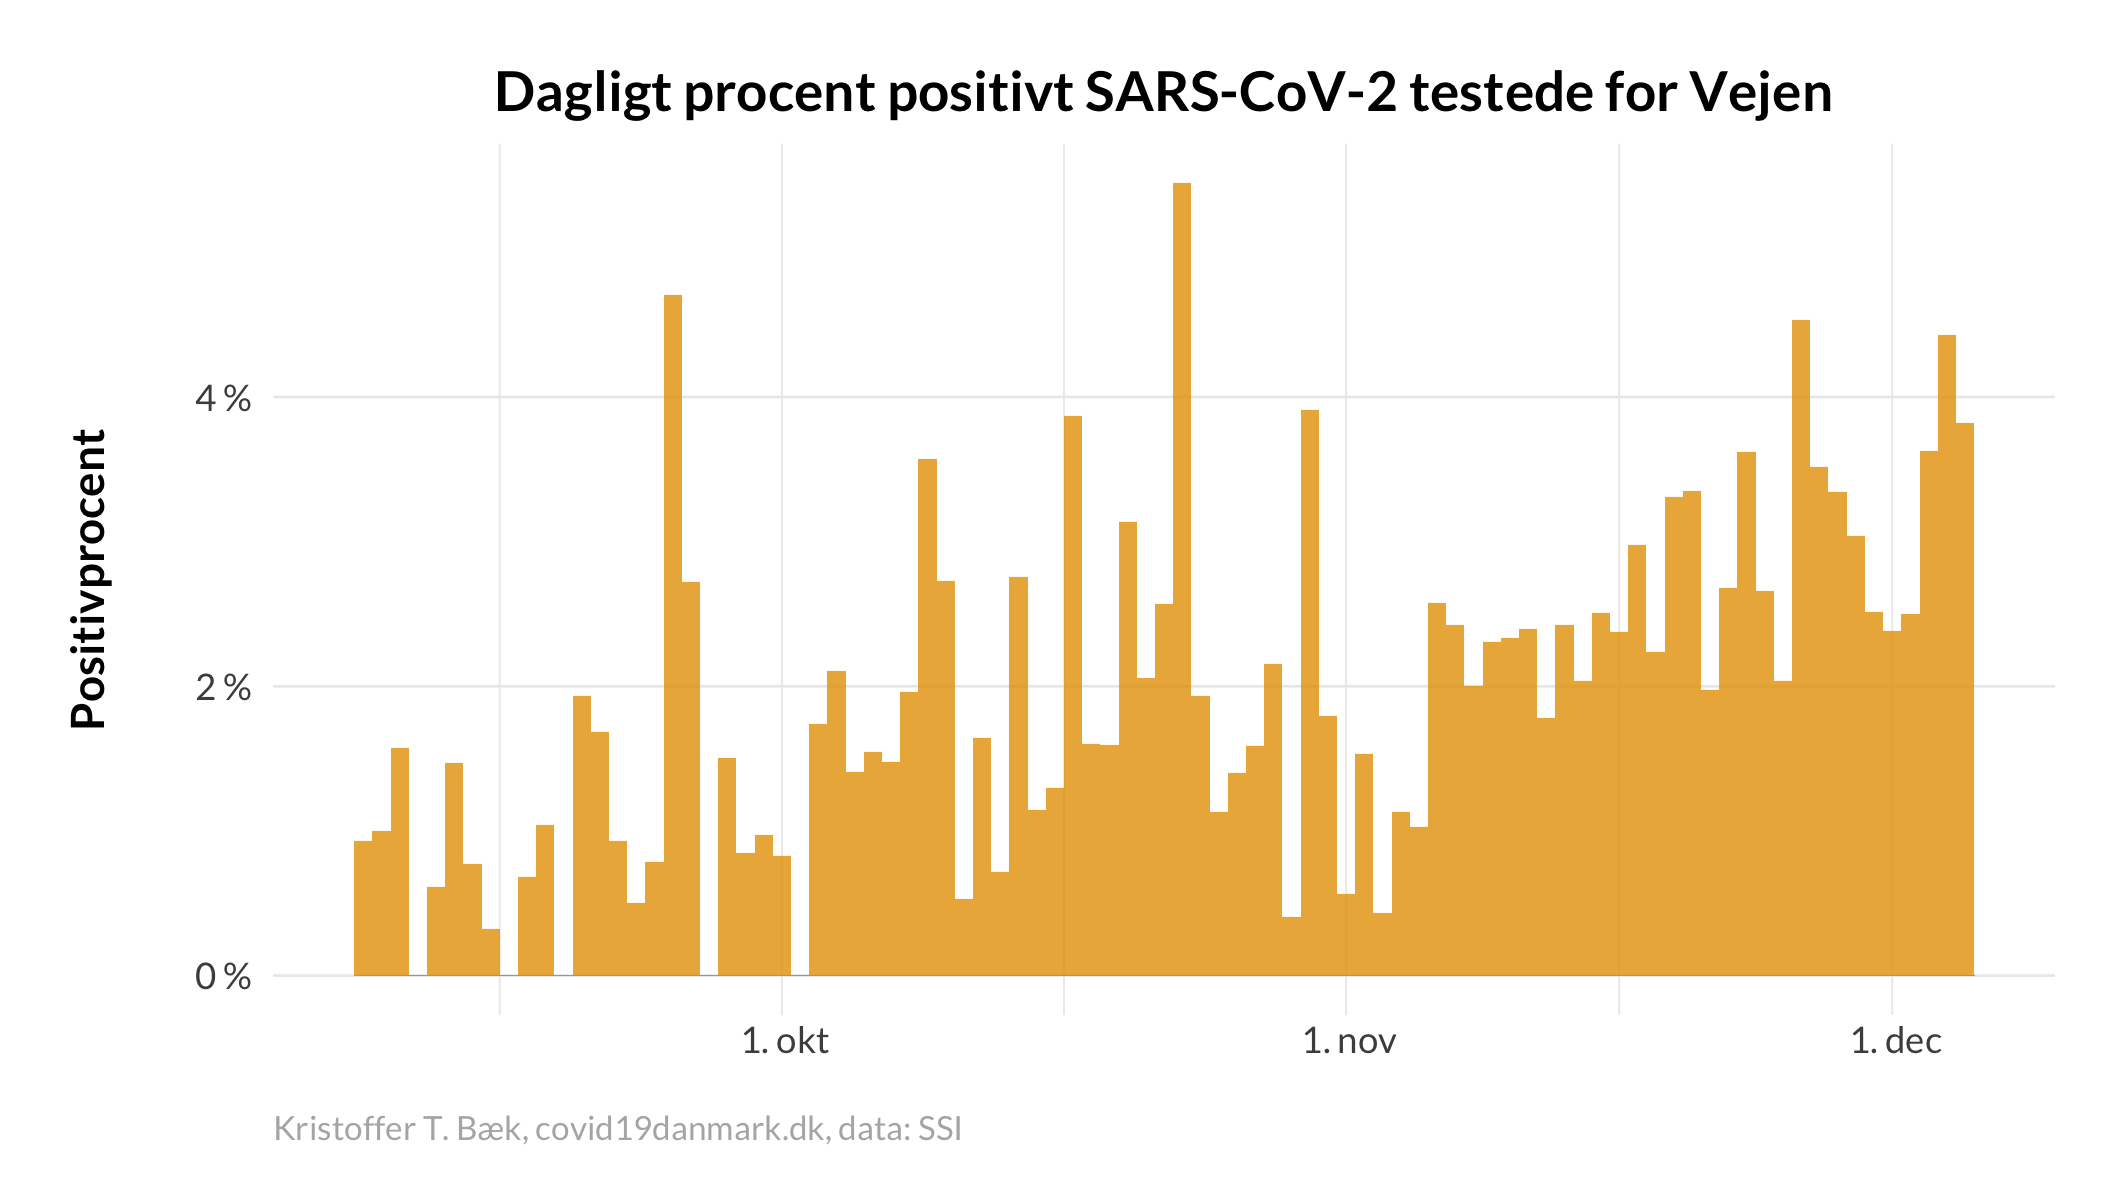 Dagligt procent positivt SARS-CoV-2 testede for Vejen
Positivprocent
4 %
2 %
0 %
1. okt
1. nov
1. dec
Kristoffer T. Bæk, covid19danmark.dk, data: SSI